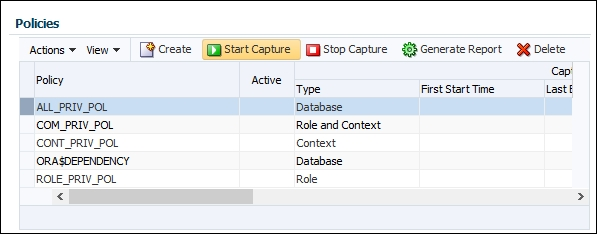 Policies
Actions View Create Start Capture Stop Capture Generate Report Delete
Policy Active Capt
Type First Start Time Last E
ALL_PRIV_POL Database
COM_PRIV_POL Role and Context
CONT_PRIV_POL Context
ORA$DEPENDENCY Database
ROLE_PRIV_POL Role